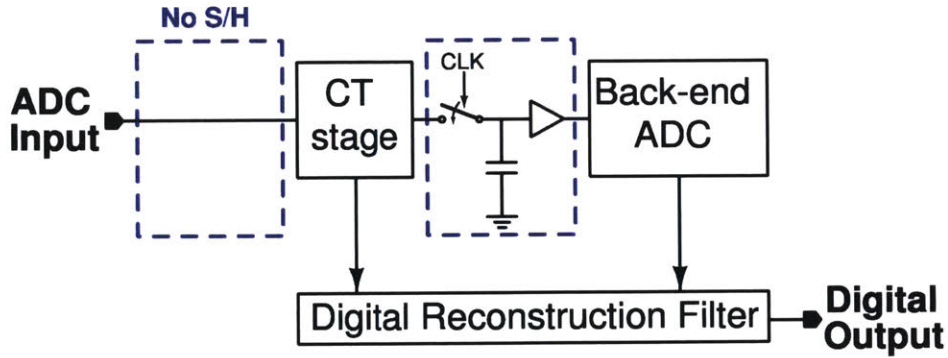 No S/H
ADC
Input
CT
stage
CLK
Back-end
ADC
Digital Reconstruction Filter
Digital
Output